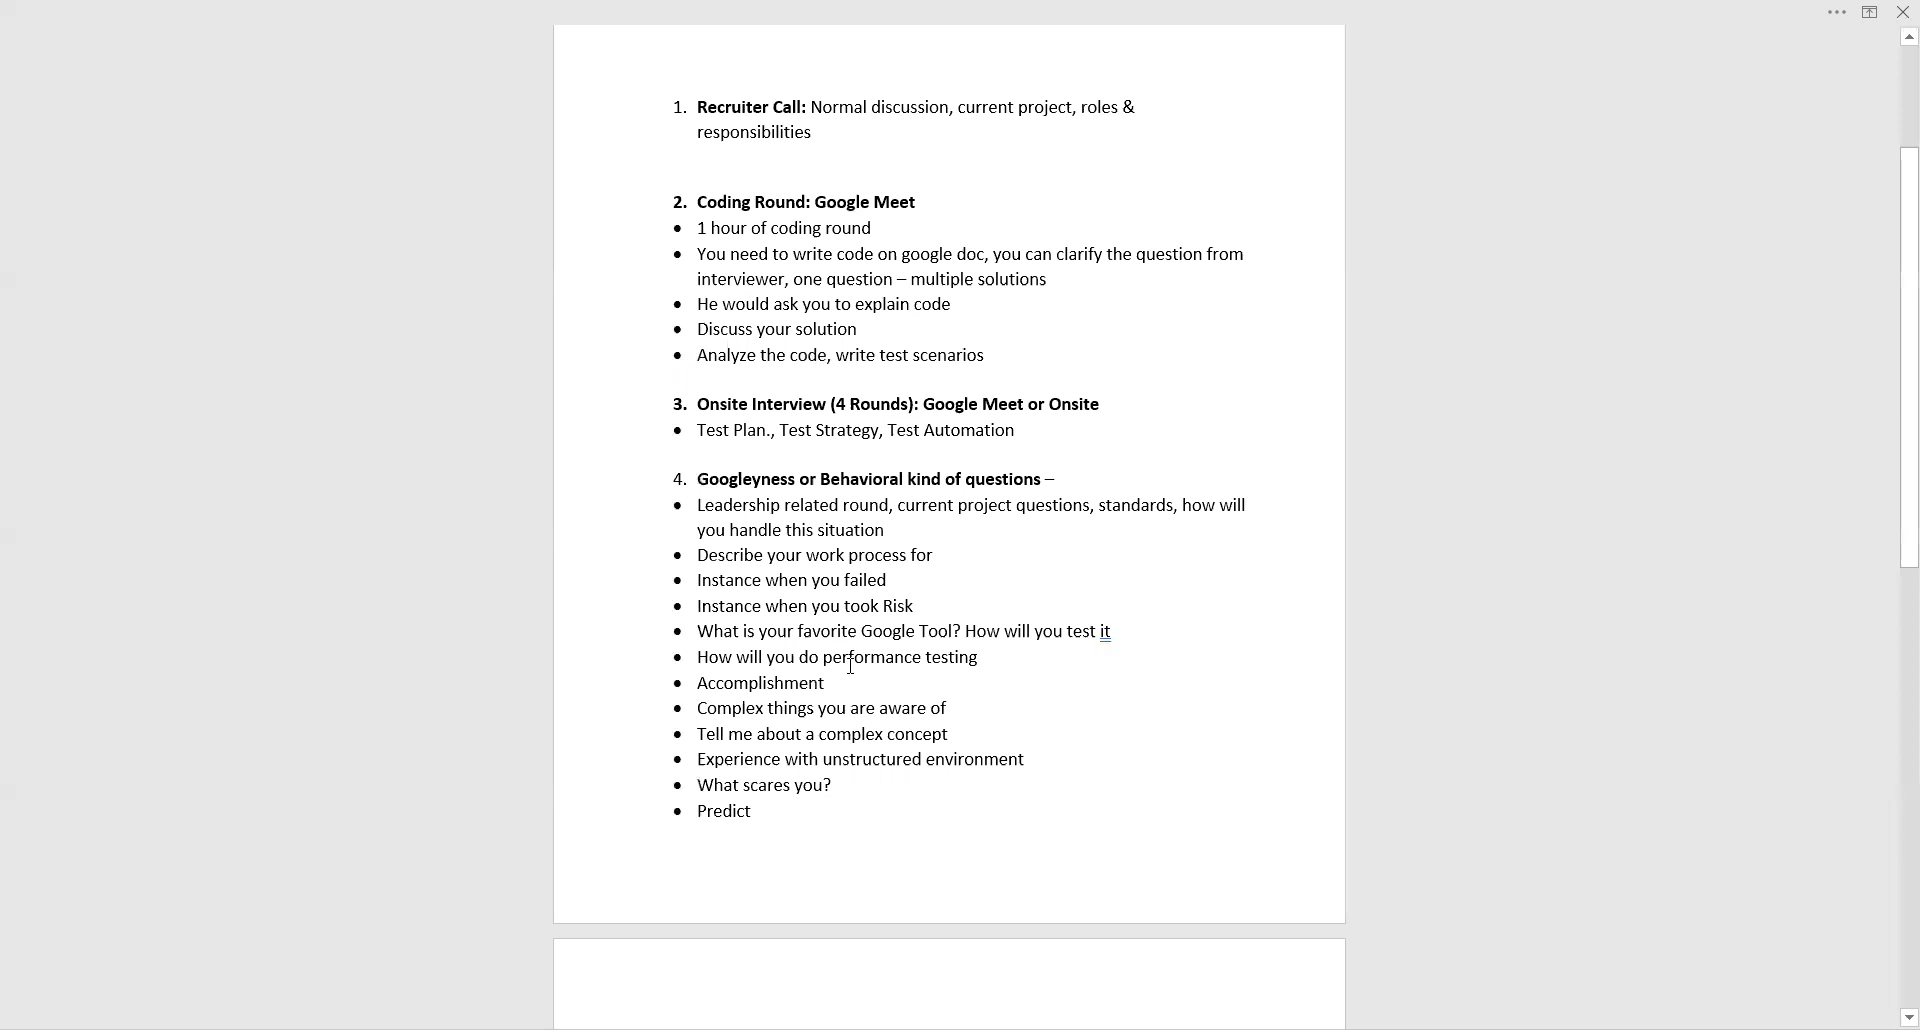 1. Recruiter Call: Normal discussion, current project, roles &
responsibilities
2. Coding Round: Google Meet
• 1 hour of coding round
• You need to write code on google doc, you can clarify the question from
interviewer, one question – multiple solutions
• He would ask you to explain code
• Discuss your solution
• Analyze the code, write test scenarios
3. Onsite Interview (4 Rounds): Google Meet or Onsite
• Test Plan., Test Strategy, Test Automation
4. Googleyness or Behavioral kind of questions –
• Leadership related round, current project questions, standards, how will
you handle this situation
• Describe your work process for
• Instance when you failed
• Instance when you took Risk
• What is your favorite Google Tool? How will you test it
• How will you do performance testing
• Accomplishment
• Complex things you are aware of
• Tell me about a complex concept
• Experience with unstructured environment
• What scares you?
• Predict